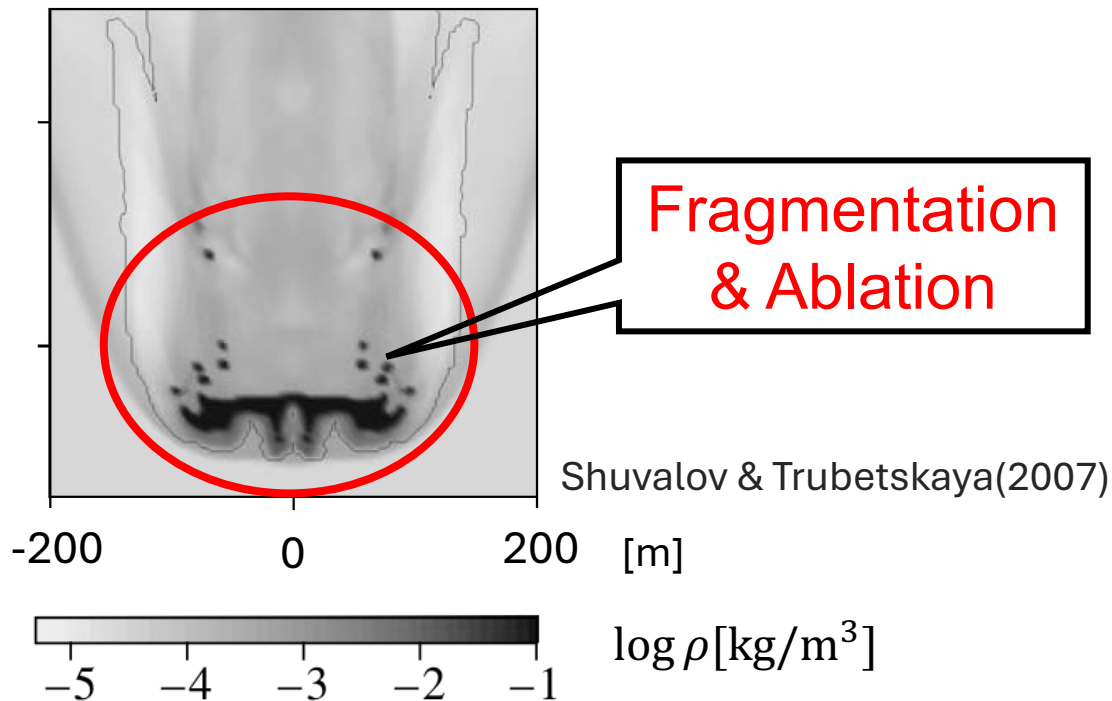 Fragmentation
& Ablation
Shuvalov & Trubetskaya(2007)
-200 0 200 [m]
log ρ[kg/m³]
−5 −4 −3 −2 −1